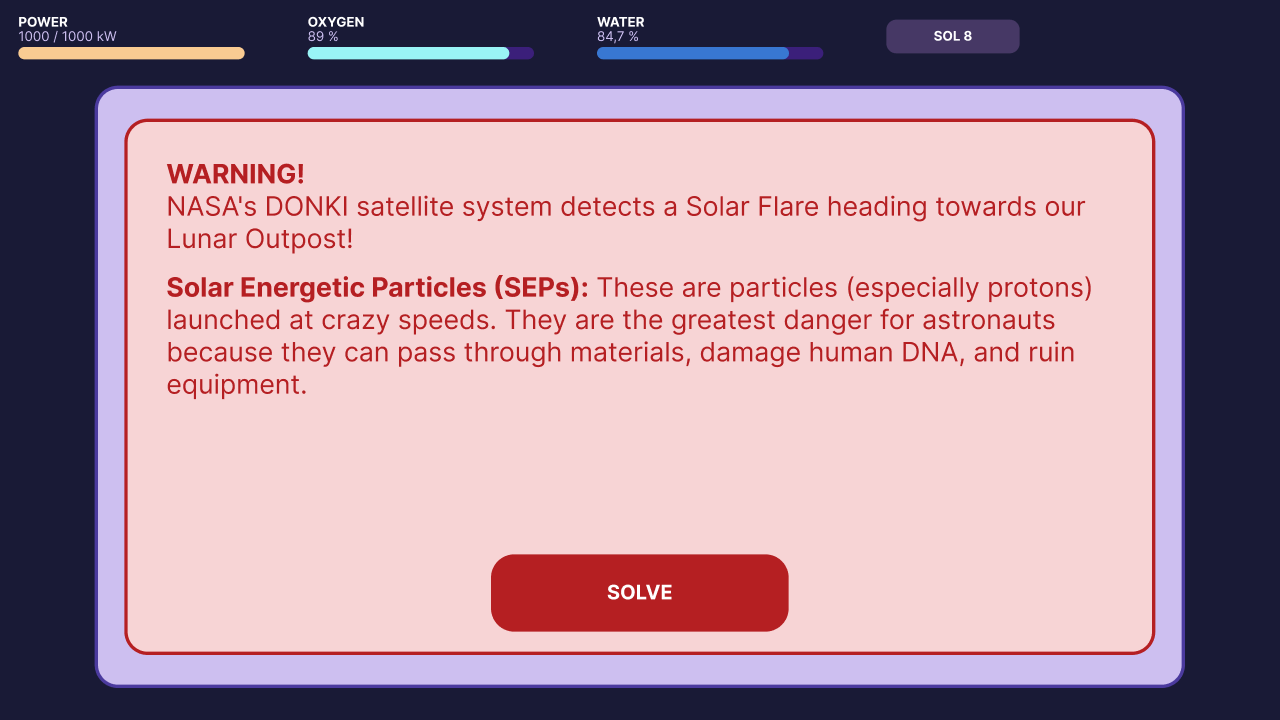 POWER
1000 / 1000 kW
OXYGEN
89 %
WATER
84,7 %
SOL 8
WARNING!
NASA's DONKI satellite system detects a Solar Flare heading towards our
Lunar Outpost!
Solar Energetic Particles (SEPs): These are particles (especially protons)
launched at crazy speeds. They are the greatest danger for astronauts
because they can pass through materials, damage human DNA, and ruin
equipment.
SOLVE